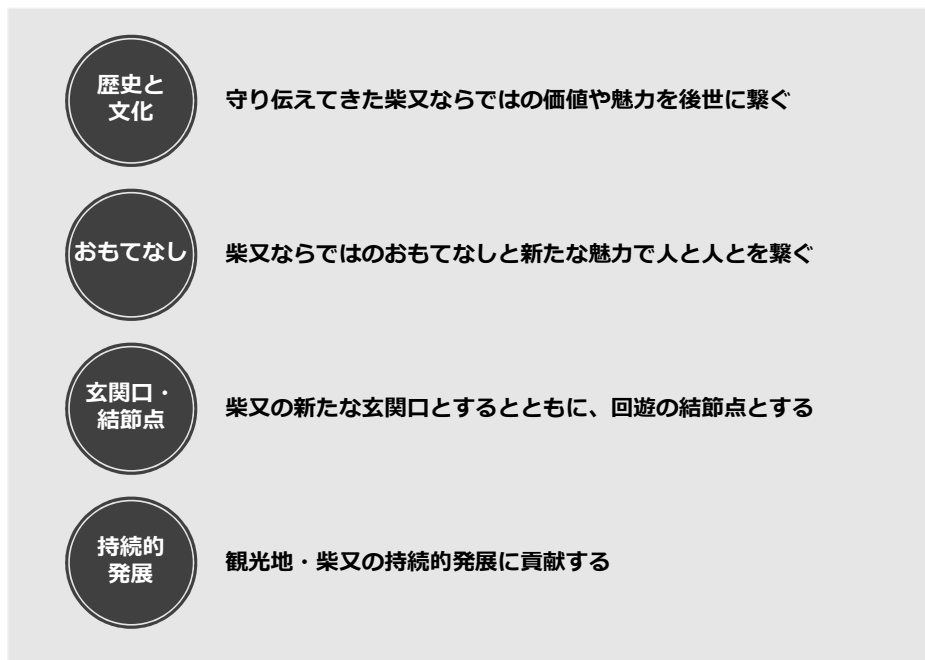 歴史と
文化
守り伝えてきた柴又ならではの価値や魅力を後世に繋ぐ
おもてなし
柴又ならではのおもてなしと新たな魅力で人と人とを繋ぐ
玄関口・
結節点
柴又の新たな玄関口とするとともに、回遊の結節点とする
持続的
発展
観光地・柴又の持続的発展に貢献する